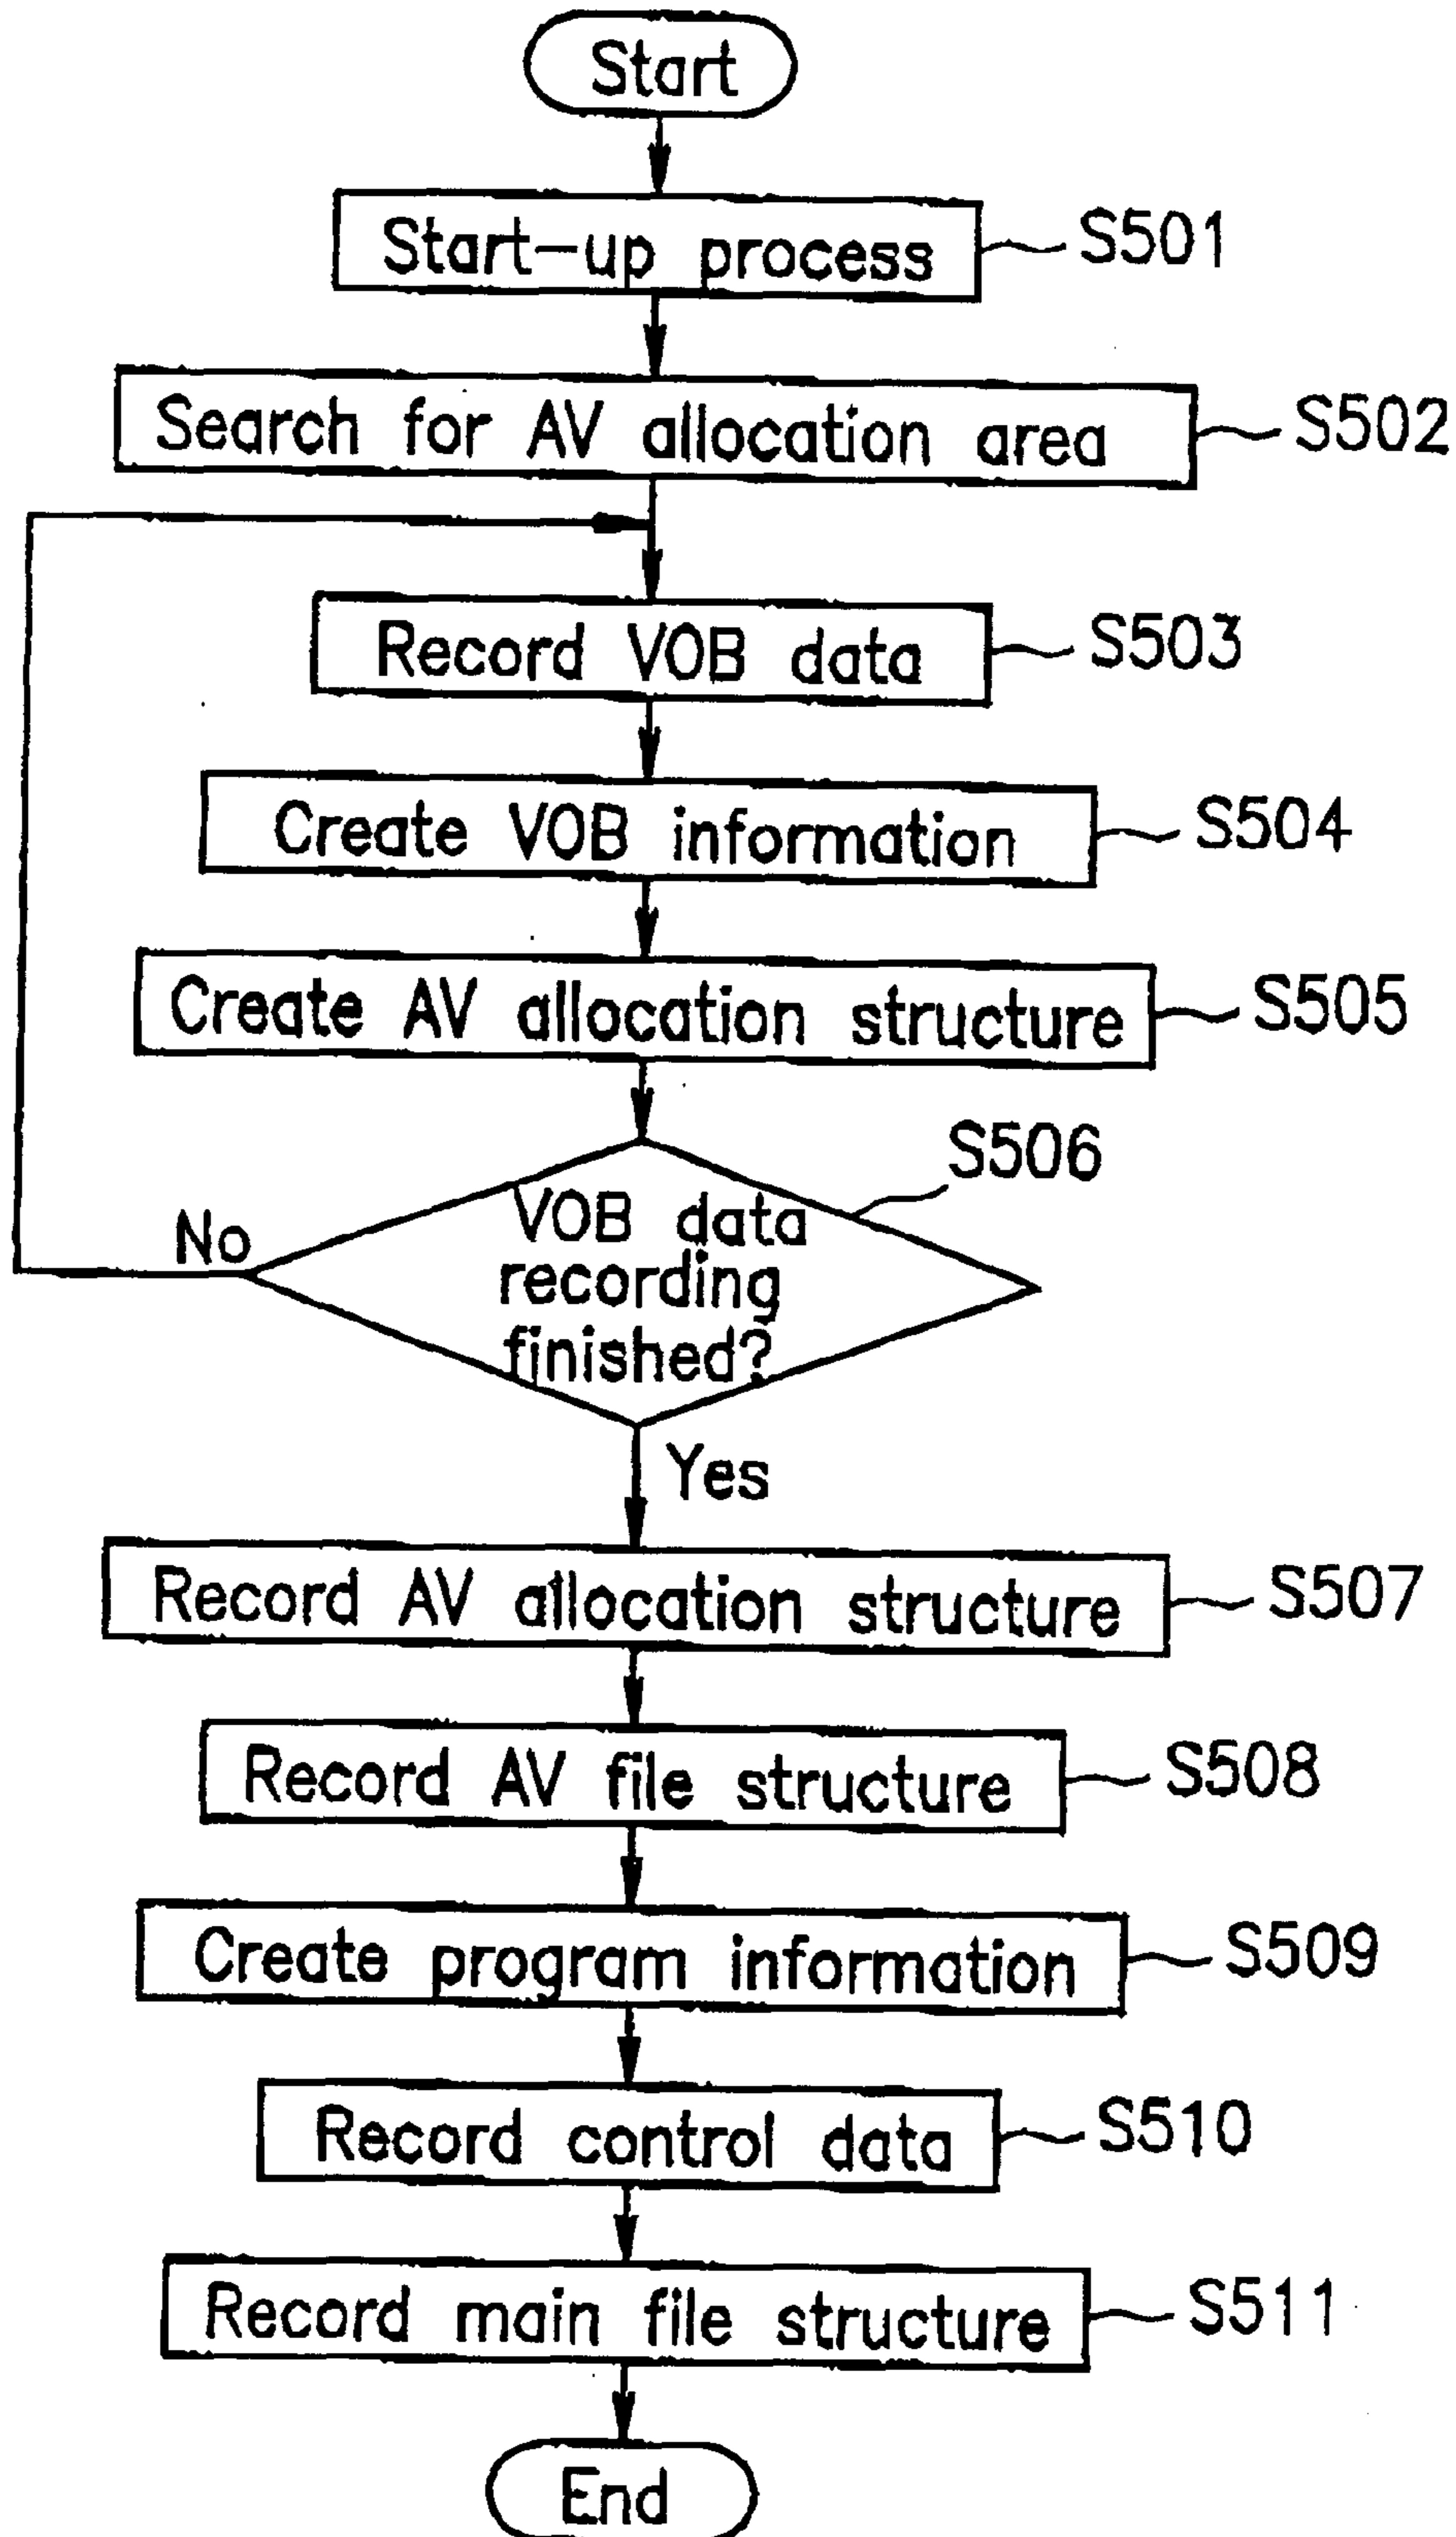 Start
Start-up process
S501
Search for AV allocation area
S502
Record VOB data
S503
Create VOB information
S504
Create AV allocation structure
S505
S506
VOB data
recording
finished?
No
Yes
Record AV allocation structure
S507
Record AV file structure
S508
Create program information
S509
Record control data
S510
Record main file structure
S511
End